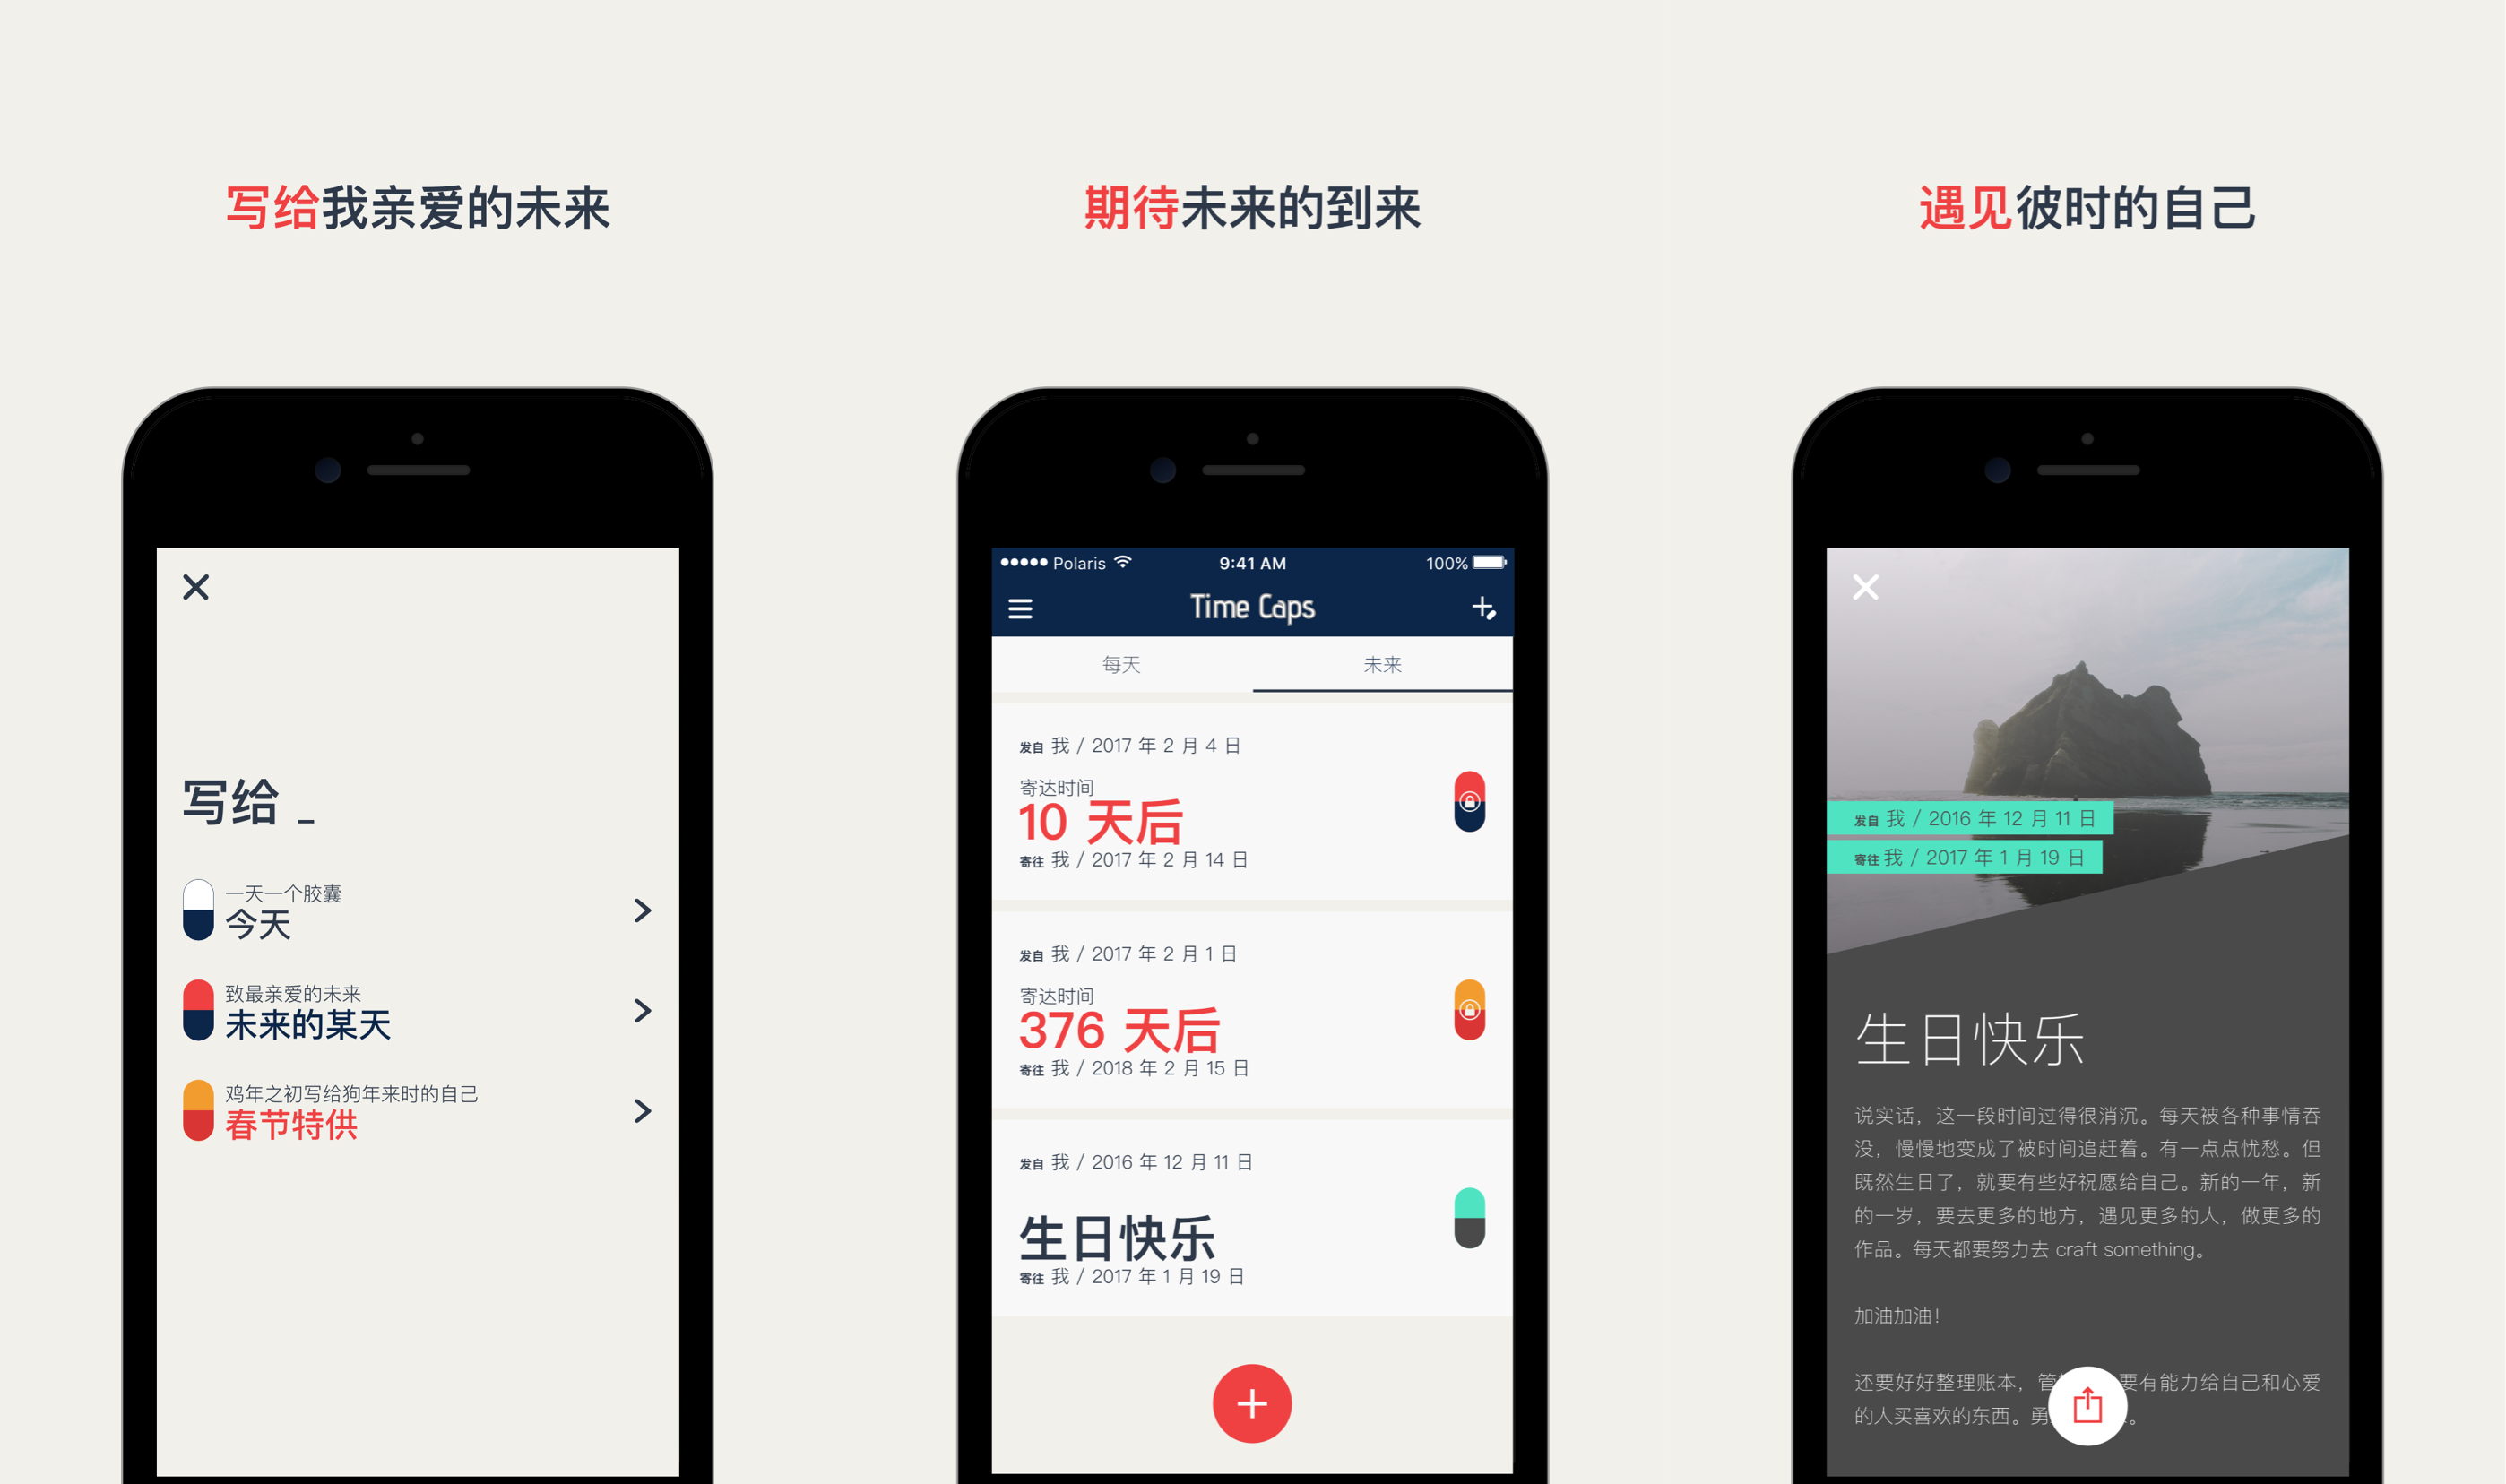 写给我亲爱的未来
写给 _
一天一个胶囊
今天
致最亲爱的未来
未来的某天
鸡年之初写给狗年来时的自己
春节特供
期待未来的到来
Polaris 9:41 AM 100%
Time Caps
每天 未来
发自 我 / 2017 年 2 月 4 日
寄达时间
10 天后
寄往 我 / 2017 年 2 月 14 日
发自 我 / 2017 年 2 月 1 日
寄达时间
376 天后
寄往 我 / 2018 年 2 月 15 日
发自 我 / 2016 年 12 月 11 日
生日快乐
寄往 我 / 2017 年 1 月 19 日
遇见彼时的自己
发自 我 / 2016 年 12 月 11 日
寄往 我 / 2017 年 1 月 19 日
生日快乐
说实话，这一段时间过得很消沉。每天被各种事情吞
没，慢慢地变成了被时间追赶着。有一点点忧愁。但
既然生日了，就要有些好祝愿给自己。新的一年，新
的一岁，要去更多的地方，遇见更多的人，做更多的
作品。每天都要努力去 craft something。
加油加油！
还要好好整理账本，管 要有能力给自己和心爱
的人买喜欢的东西。勇 。